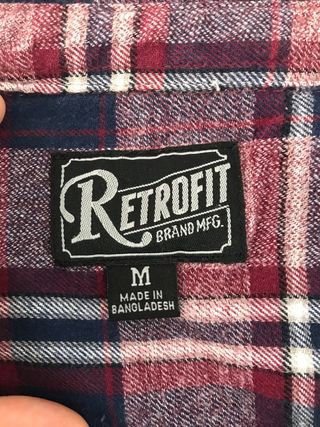 RETROFIT
BRAND MFG.
M
MADE IN
BANGLADESH